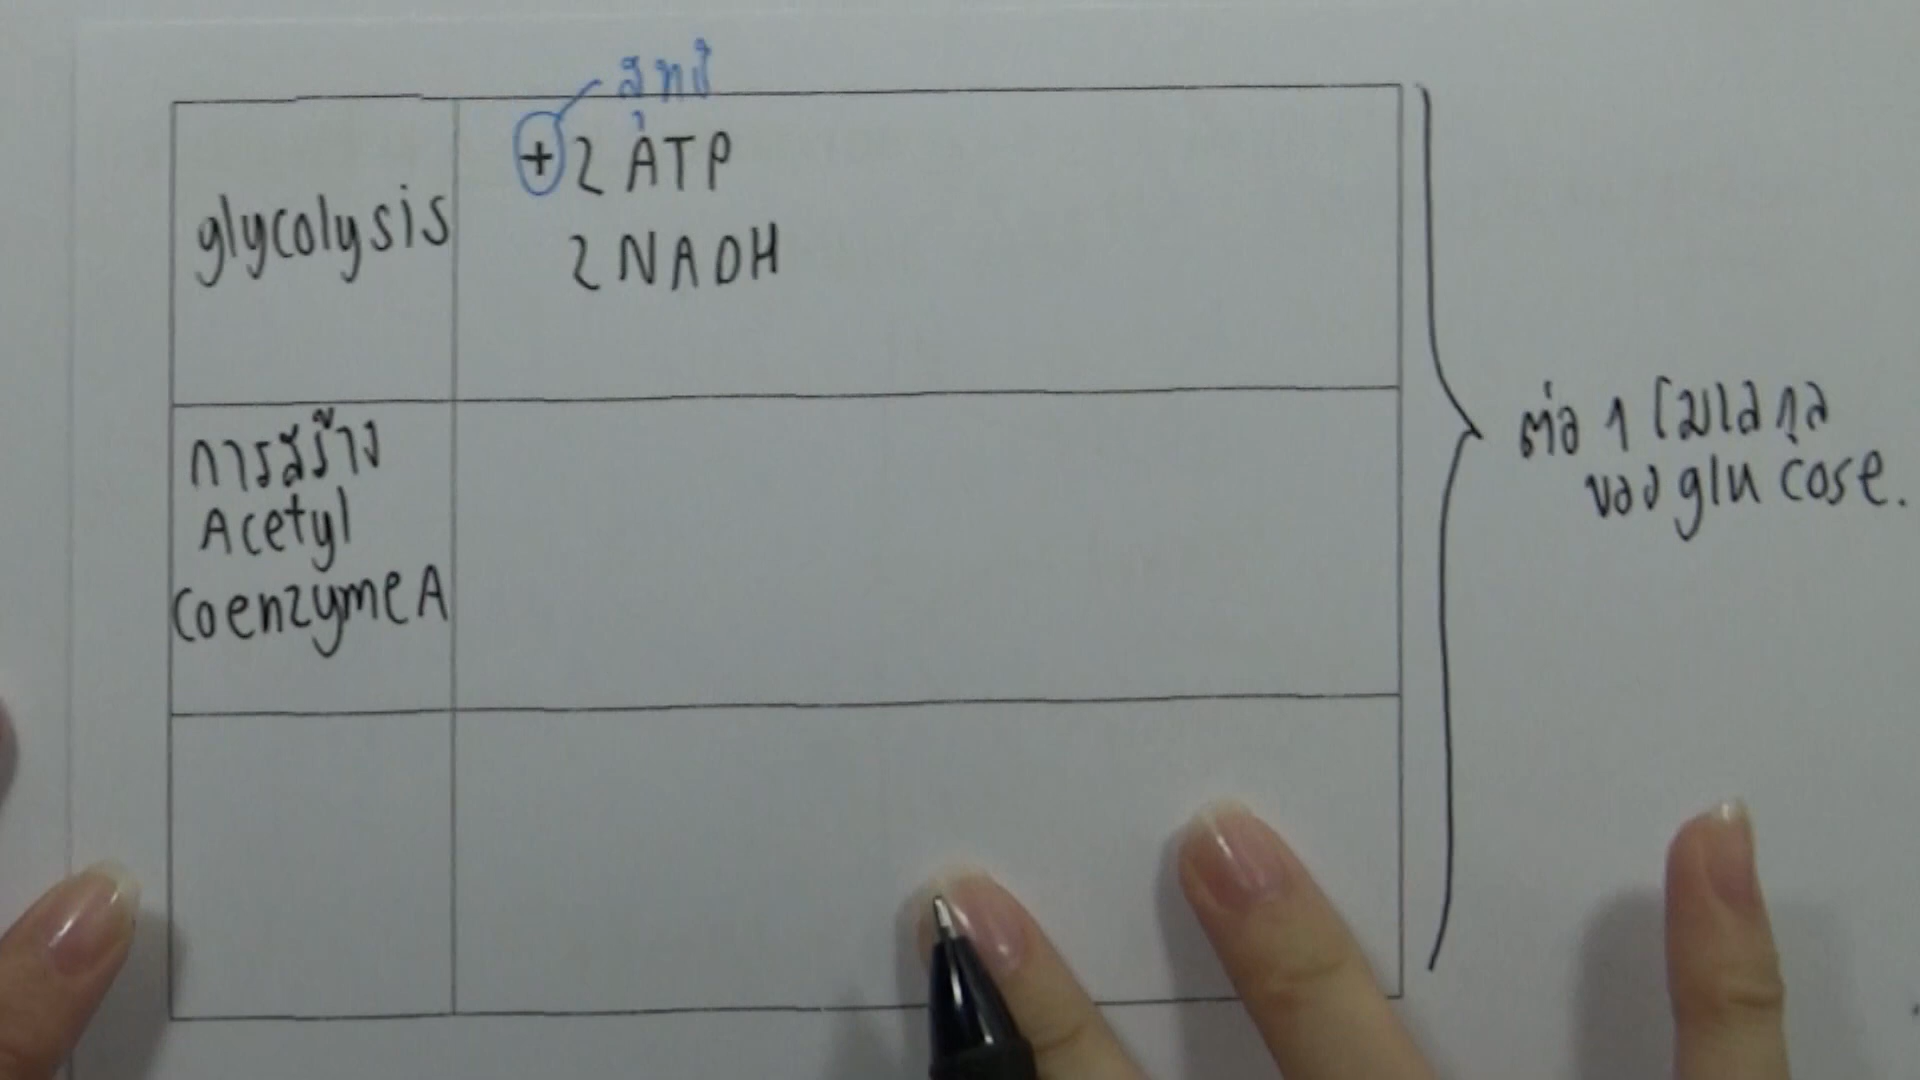 สุทธิ
+ 2 ATP
2 NADH
glycolysis
การสร้าง
Acetyl
CoenzymeA
ต่อ 1 โมเลกุล
ของ glucose.